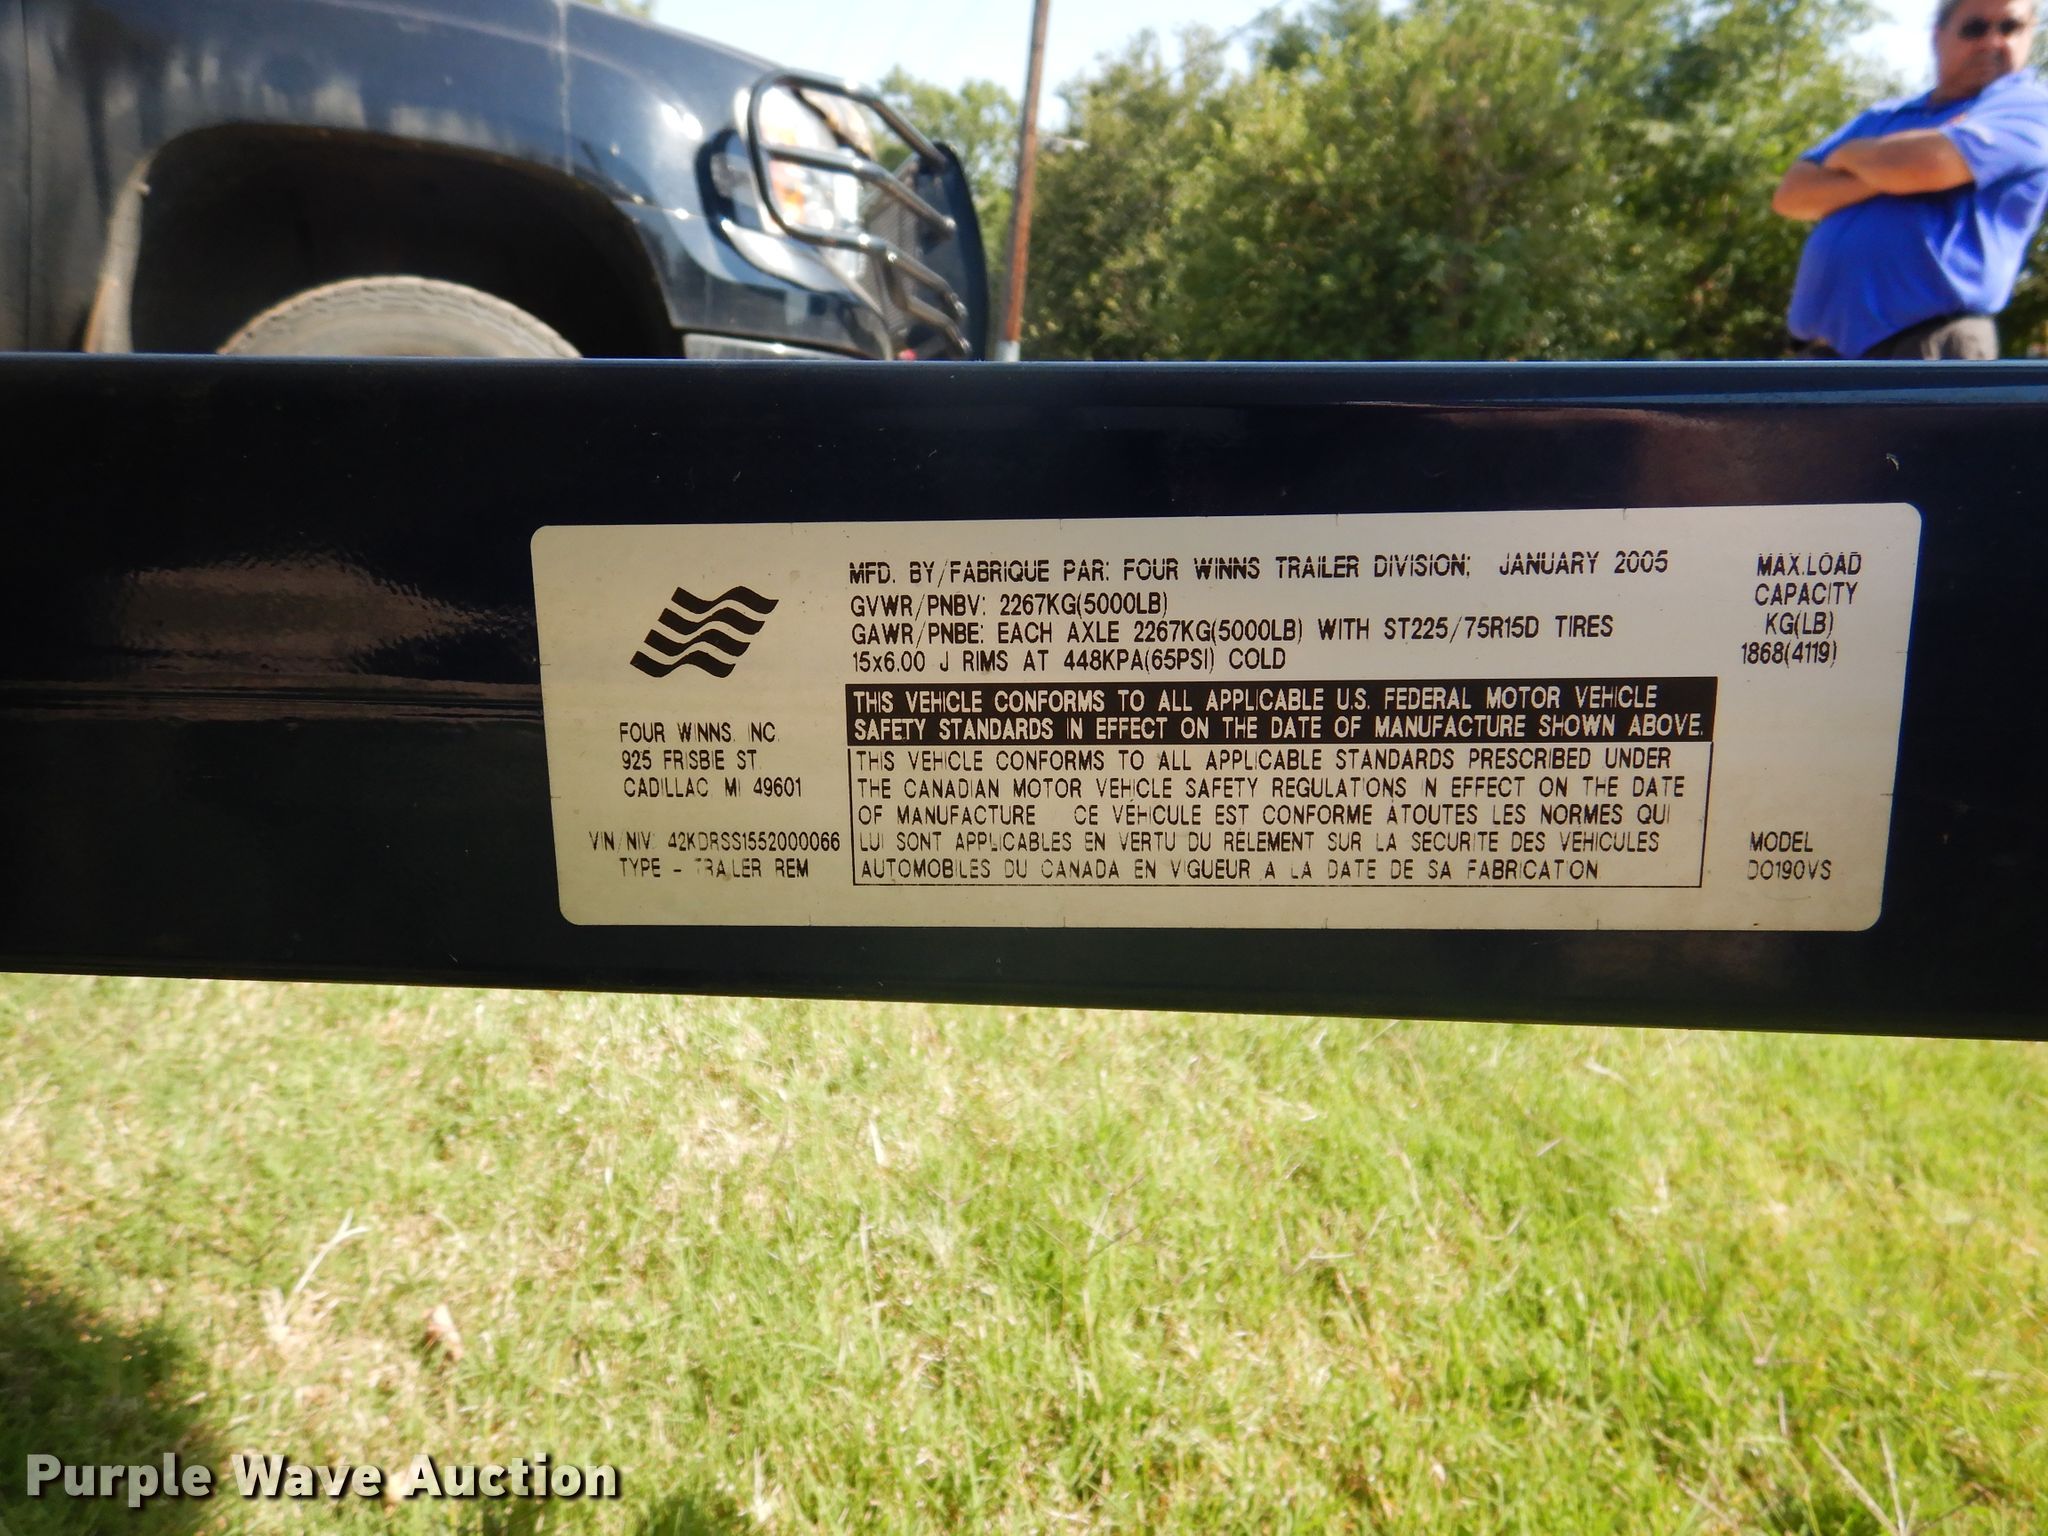 MFD. BY/FABRIQUE PAR: FOUR WINNS TRAILER DIVISION; JANUARY 2005
GVWR/PNBV: 2267KG(5000LB)
GAWR/PNBE: EACH AXLE 2267KG(5000LB) WITH ST225/75R15D TIRES
15x6.00 J RIMS AT 448KPA(65PSI) COLD
MAX.LOAD
CAPACITY
KG(LB)
1868(4119)
THIS VEHICLE CONFORMS TO ALL APPLICABLE U.S. FEDERAL MOTOR VEHICLE
SAFETY STANDARDS IN EFFECT ON THE DATE OF MANUFACTURE SHOWN ABOVE.
THIS VEHICLE CONFORMS TO ALL APPLICABLE STANDARDS PRESCRIBED UNDER
THE CANADIAN MOTOR VEHICLE SAFETY REGULATIONS IN EFFECT ON THE DATE
OF MANUFACTURE CE VÉHICULE EST CONFORME ÀTOUTES LES NORMES QUI
LUI SONT APPLICABLES EN VERTU DU RÉLEMENT SUR LA SECURITE DES VEHICULES
AUTOMOBILES DU CANADA EN VIGUEUR A LA DATE DE SA FABRICATION
FOUR WINNS, INC.
925 FRISBIE ST.
CADILLAC MI 49601
VIN/NIV: 42KDRSS1552000066
TYPE - TRAILER REM
MODEL
DO190VS
Purple Wave Auction